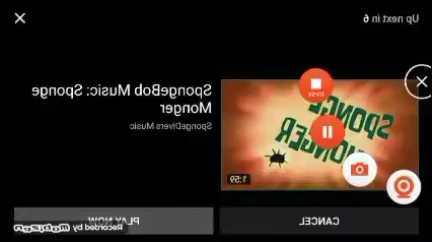 Up next in 6
SpongeBob Music: Sponge
Monger
SpongeDivers Music
SPONGE
MONGER
1:59
CANCEL
PLAY NOW
Recorded by mobizen